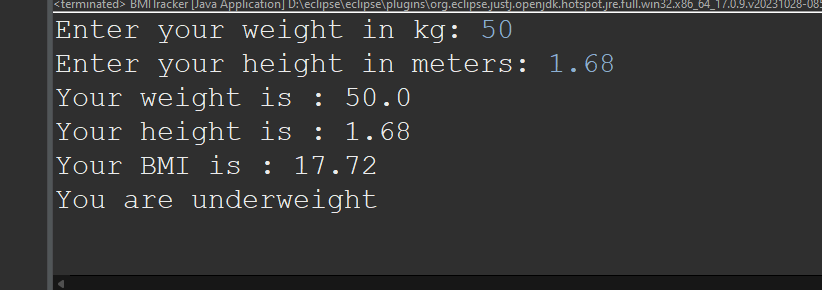 <terminated> BMITracker [Java Application] D:\eclipse\eclipse\plugins\org.eclipse.justj.openjdk.hotspot.jre.full.win32.x86_64_17.0.9.v20231028-085
Enter your weight in kg: 50
Enter your height in meters: 1.68
Your weight is : 50.0
Your height is : 1.68
Your BMI is : 17.72
You are underweight